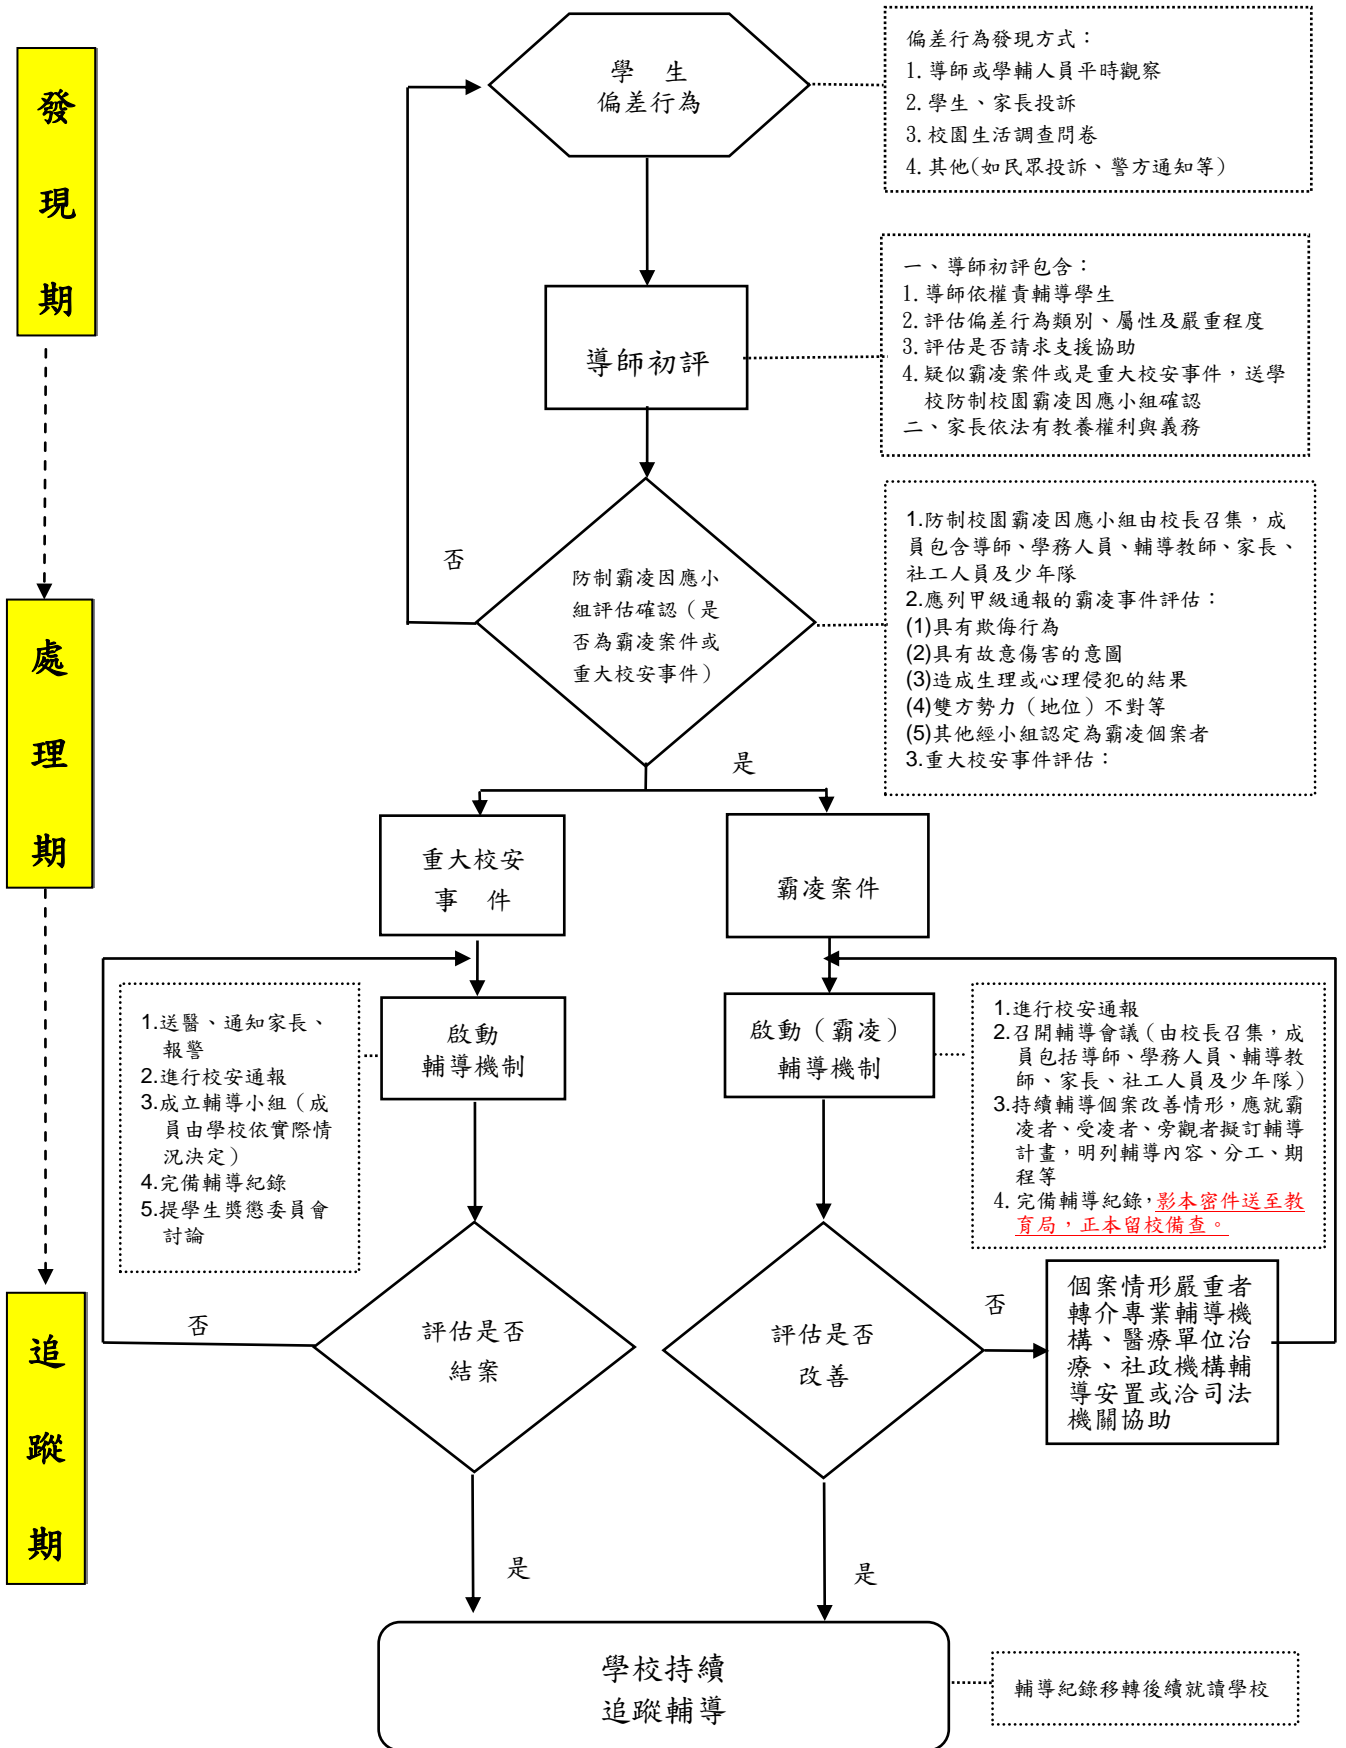 發
現
期
學 生
偏差行為
偏差行為發現方式：
1. 導師或學輔人員平時觀察
2. 學生、家長投訴
3. 校園生活調查問卷
4. 其他(如民眾投訴、警方通知等)
導師初評
一、導師初評包含：
1. 導師依權責輔導學生
2. 評估偏差行為類別、屬性及嚴重程度
3. 評估是否請求支援協助
4. 疑似霸凌案件或是重大校安事件，送學
校防制校園霸凌因應小組確認
二、家長依法有教養權利與義務
處
理
期
否
防制霸凌因應小
組評估確認（是
否為霸凌案件或
重大校安事件）
是
1.防制校園霸凌因應小組由校長召集，成
員包含導師、學務人員、輔導教師、家長、
社工人員及少年隊
2.應列甲級通報的霸凌事件評估：
(1)具有欺侮行為
(2)具有故意傷害的意圖
(3)造成生理或心理侵犯的結果
(4)雙方勢力（地位）不對等
(5)其他經小組認定為霸凌個案者
3.重大校安事件評估：
重大校安
事 件
霸凌案件
1.送醫、通知家長、
報警
2.進行校安通報
3.成立輔導小組（成
員由學校依實際情
況決定）
4.完備輔導紀錄
5.提學生獎懲委員會
討論
啟動
輔導機制
啟動（霸凌）
輔導機制
1.進行校安通報
2.召開輔導會議（由校長召集，成
員包括導師、學務人員、輔導教
師、家長、社工人員及少年隊）
3.持續輔導個案改善情形，應就霸
凌者、受凌者、旁觀者擬訂輔導
計畫，明列輔導內容、分工、期
程等
4. 完備輔導紀錄，影本密件送至教
育局，正本留校備查。
追
蹤
期
否
評估是否
結案
是
評估是否
改善
否
是
個案情形嚴重者
轉介專業輔導機
構、醫療單位治
療、社政機構輔
導安置或洽司法
機關協助
學校持續
追蹤輔導
輔導紀錄移轉後續就讀學校